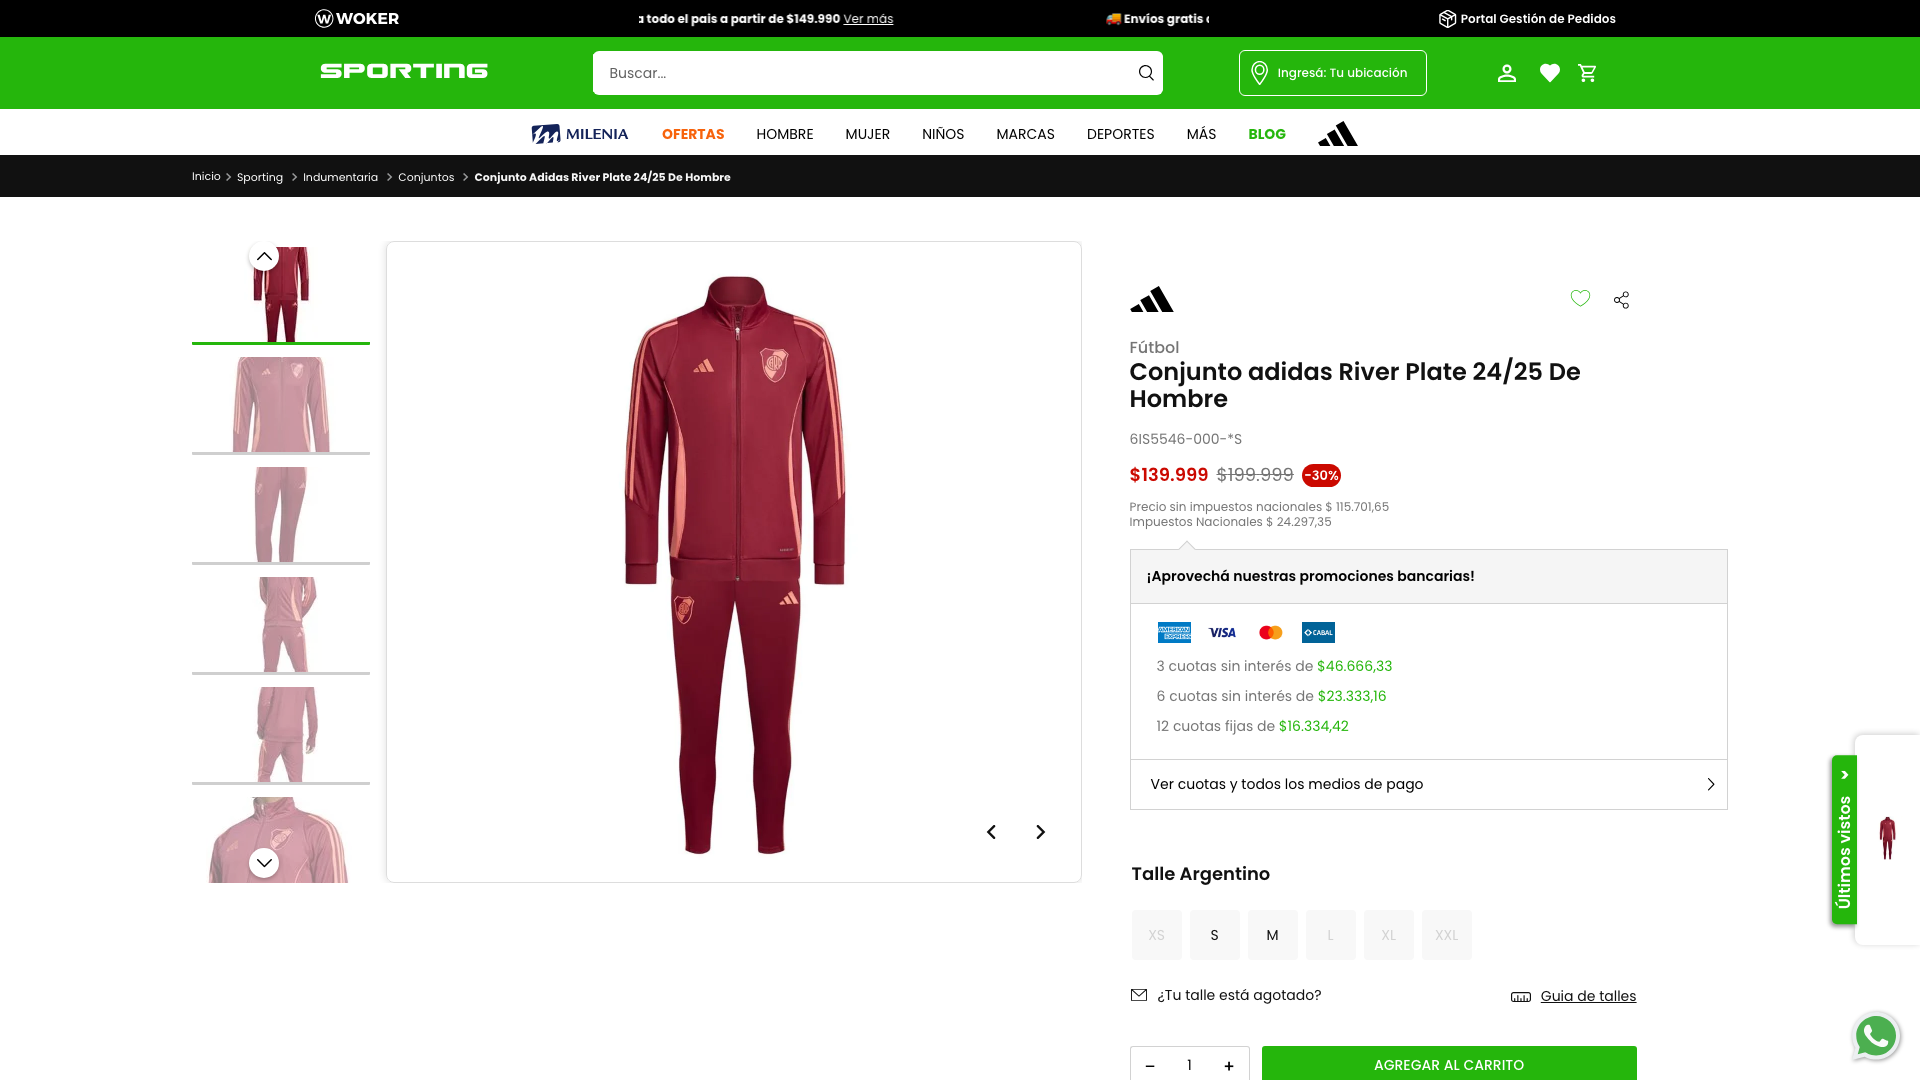 WOKER
todo el pais a partir de $149.990 Ver más
Envíos gratis
Portal Gestión de Pedidos
SPORTING
Buscar...
Ingresá: Tu ubicación
MILENIA
OFERTAS
HOMBRE
MUJER
NIÑOS
MARCAS
DEPORTES
MÁS
BLOG
Inicio
Sporting
Indumentaria
Conjuntos
Conjunto Adidas River Plate 24/25 De Hombre
Fútbol
Conjunto adidas River Plate 24/25 De
Hombre
6IS5546-000-*S
$139.999 $199.999 -30%
Precio sin impuestos nacionales $ 115.701,65
Impuestos Nacionales $ 24.297,35
¡Aprovechá nuestras promociones bancarias!
AMERICAN
EXPRESS
VISA
CABAL
3 cuotas sin interés de $46.666,33
6 cuotas sin interés de $23.333,16
12 cuotas fijas de $16.334,42
Ver cuotas y todos los medios de pago
Últimos vistos
Talle Argentino
XS
S
M
L
XL
XXL
¿Tu talle está agotado?
Guia de talles
− 1 +
AGREGAR AL CARRITO